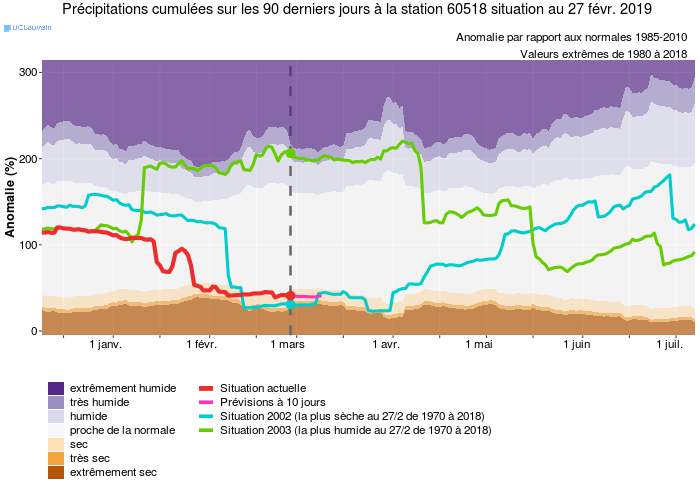 Précipitations cumulées sur les 90 derniers jours à la station 60518 situation au 27 févr. 2019
UCLouvain
Anomalie par rapport aux normales 1985-2010
Valeurs extrêmes de 1980 à 2018
Anomalie (%)
300
200
100
0
1 janv. 1 févr. 1 mars 1 avr. 1 mai 1 juin 1 juil.
extrêmement humide
très humide
humide
proche de la normale
sec
très sec
extrêmement sec
Situation actuelle
Prévisions à 10 jours
Situation 2002 (la plus sèche au 27/2 de 1970 à 2018)
Situation 2003 (la plus humide au 27/2 de 1970 à 2018)